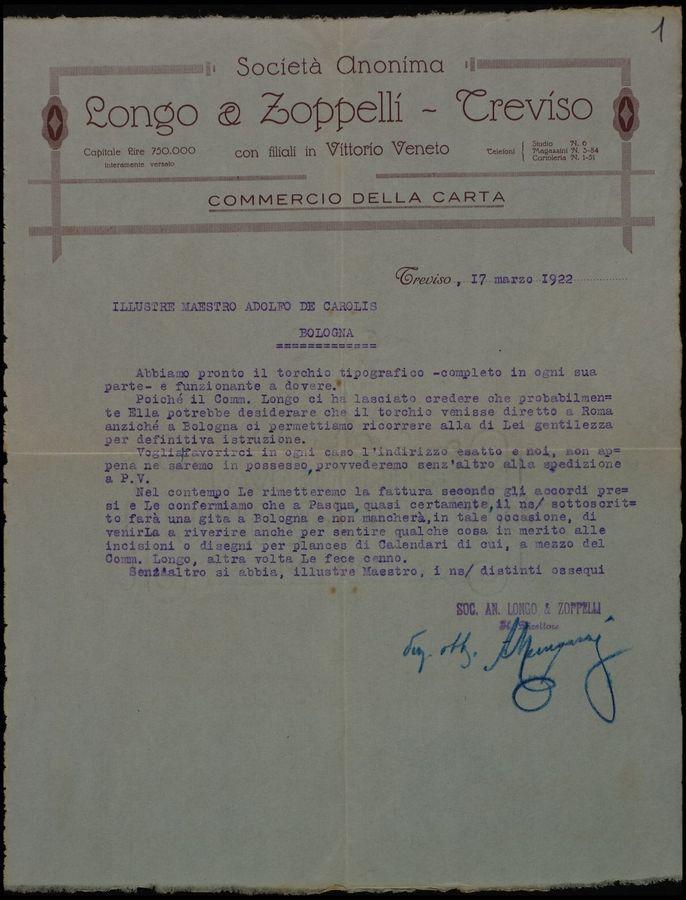 1
Società Anonima
Longo & Zoppelli - Treviso
Capitale Lire 750.000
interamente versato
con filiali in Vittorio Veneto
Telefoni
Studio N. 6
Magazzini N. 3-84
Cartoleria N. 1-51
COMMERCIO DELLA CARTA
Treviso, 17 marzo 1922
ILLUSTRE MAESTRO ADOLFO DE CAROLIS
BOLOGNA
=============
Abbiamo pronto il torchio tipografico -completo in ogni sua
parte- e funzionante a dovere.
Poiché il Comm. Longo ci ha lasciato credere che probabilmen=
te Ella potrebbe desiderare che il torchio venisse diretto a Roma
anziché a Bologna ci permettiamo ricorrere alla di Lei gentilezza
per definitiva istruzione.
Voglia favorirci in ogni caso l'indirizzo esatto e noi, non ap=
pena ne saremo in possesso, provvederemo senz'altro alla spedizione
a P.V.
Nel contempo Le rimetteremo la fattura secondo gli accordi pre=
si e Le confermiamo che a Pasqua, quasi certamente, il ns/ sottoscrit=
to farà una gita a Bologna e non mancherà, in tale occasione, di
venirLa a riverire anche per sentire qualche cosa in merito alle
incisioni o disegni per plances di Calendari di cui, a mezzo del
Comm. Longo, altra volta Le fece cenno.
Senz'altro si abbia, illustre Maestro, i ns/ distinti ossequi
SOC. AN. LONGO & ZOPPELLI
Il Direttore